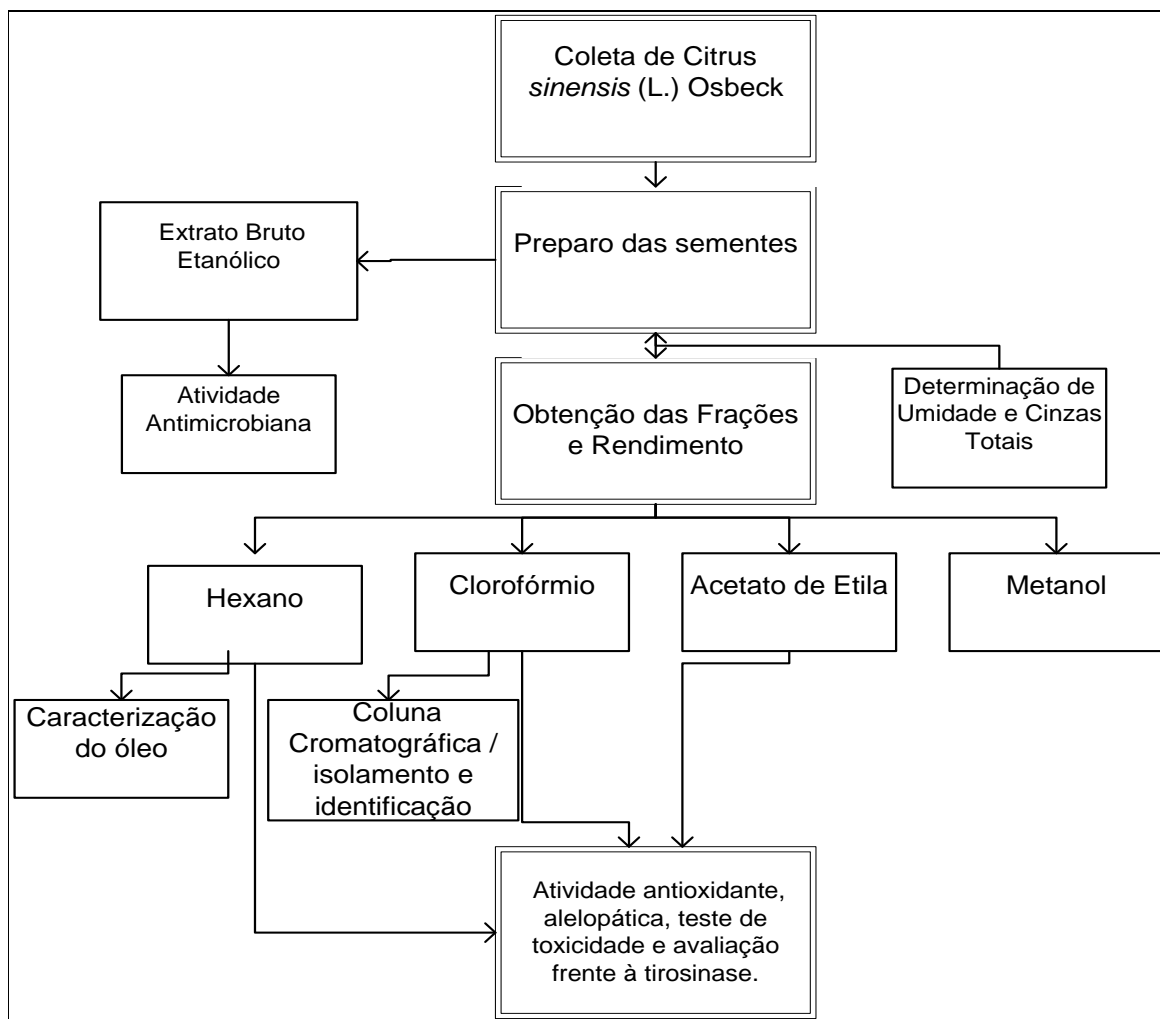 Coleta de Citrus
sinensis (L.) Osbeck
Extrato Bruto
Etanólico
Preparo das sementes
Atividade
Antimicrobiana
Obtenção das Frações
e Rendimento
Determinação de
Umidade e Cinzas
Totais
Hexano
Clorofórmio
Acetato de Etila
Metanol
Caracterização
do óleo
Coluna
Cromatográfica /
isolamento e
identificação
Atividade antioxidante,
alelopática, teste de
toxicidade e avaliação
frente à tirosinase.